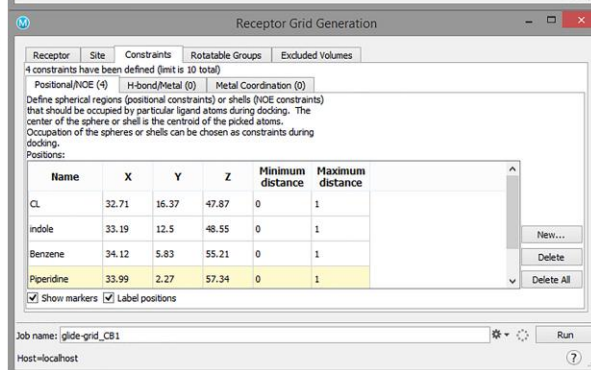 Receptor Grid Generation
Receptor Site Constraints Rotatable Groups Excluded Volumes
4 constraints have been defined (limit is 10 total)
Positional/NOE (4) H-bond/Metal (0) Metal Coordination (0)
Define spherical regions (positional constraints) or shells (NOE constraints)
that should be occupied by particular ligand atoms during docking. The
center of the sphere or shell is the centroid of the picked atoms.
Occupation of the spheres or shells can be chosen as constraints during
docking.
Positions:
Name X Y Z Minimum distance Maximum distance
CL 32.71 16.37 47.87 0 1
indole 33.19 12.5 48.55 0 1
Benzene 34.12 5.83 55.21 0 1
Piperidine 33.99 2.27 57.34 0 1
New...
Delete
Delete All
Show markers Label positions
Job name: glide-grid_CB1 Run
Host=localhost ?